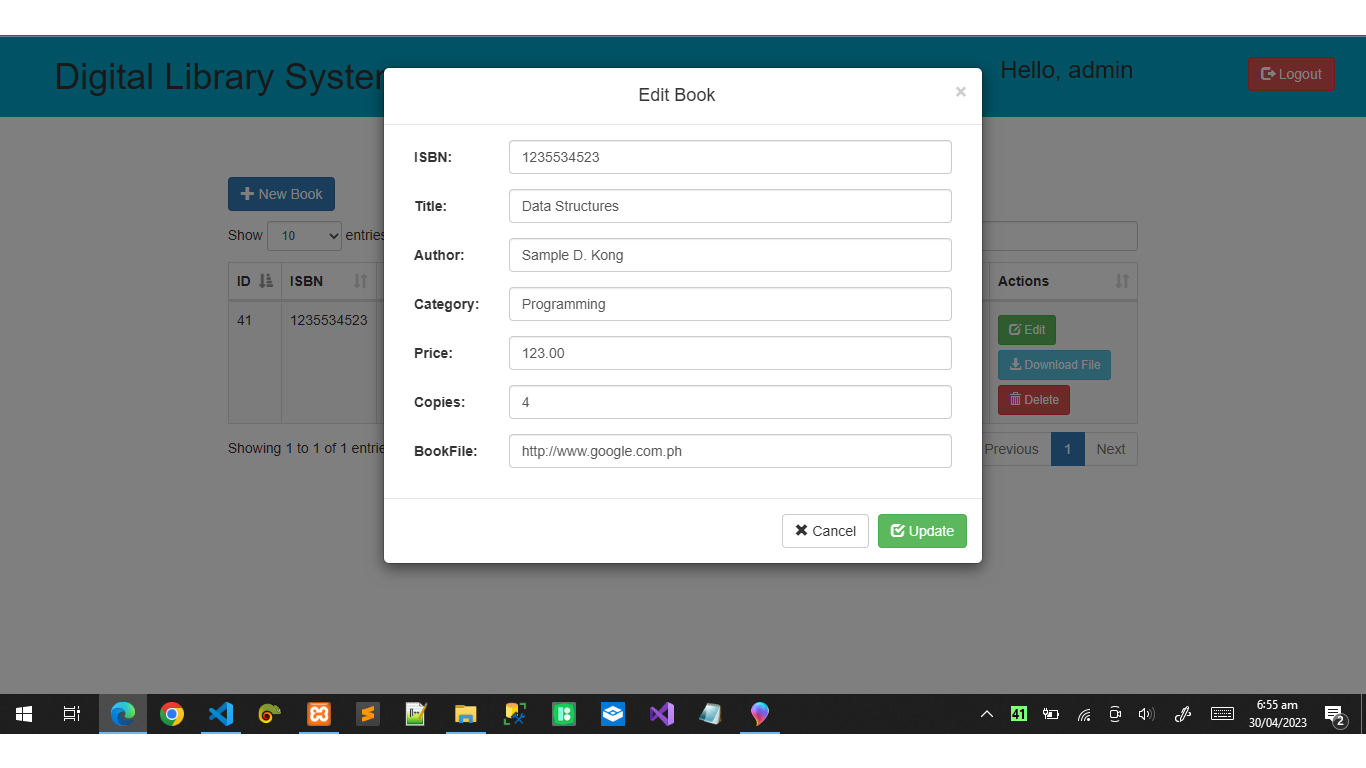 Digital Library System
Hello, admin
Logout
Edit Book
×
ISBN: 1235534523
Title: Data Structures
Author: Sample D. Kong
Category: Programming
Price: 123.00
Copies: 4
BookFile: http://www.google.com.ph
Cancel Update
New Book
Show 10 entries
ID ISBN Actions
41 1235534523 Edit
Download File
Delete
Showing 1 to 1 of 1 entrie
Previous 1 Next
41
6:55 am
30/04/2023
2